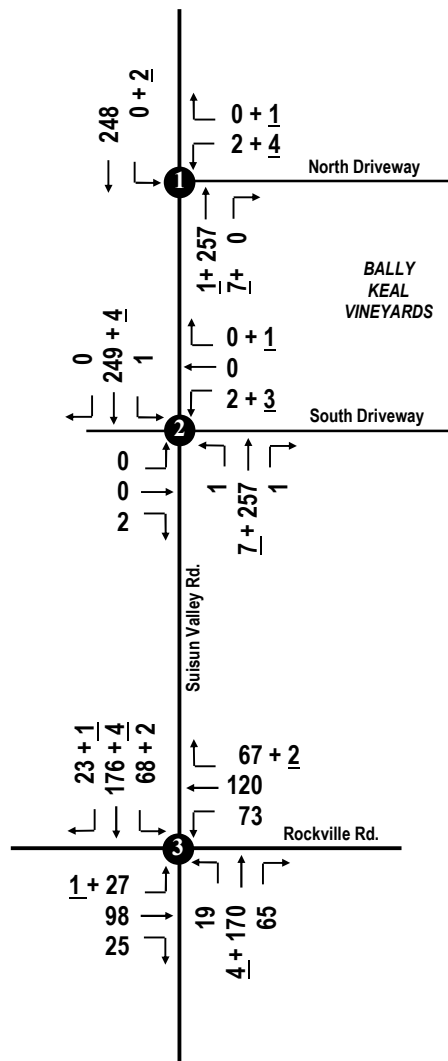 248
0 + 2
0 + 1
2 + 4
1
North Driveway
1+ 257
7+ 0
BALLY
KEAL
VINEYARDS
0
249 + 4
1
0 + 1
0
2 + 3
2
South Driveway
0
0
2
1
7 + 257
1
Suisun Valley Rd.
23 + 1
176 + 4
68 + 2
67 + 2
120
73
3
Rockville Rd.
1 + 27
98
25
19
4 + 170
65